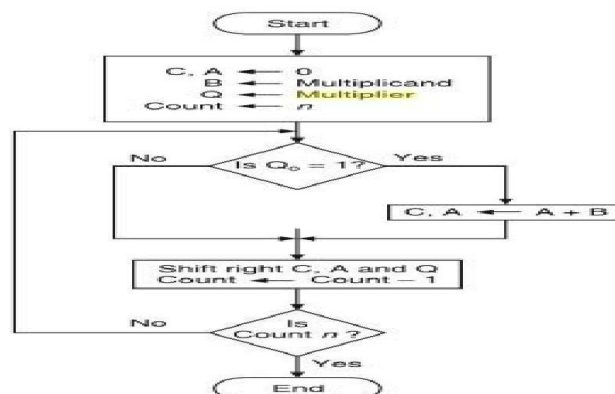 Start
C, A ← 0
B ← Multiplicand
Q ← Multiplier
Count ← n
No
Is Q₀ = 1?
Yes
C, A ← A + B
Shift right C, A and Q
Count ← Count − 1
No
Is
Count n?
Yes
End